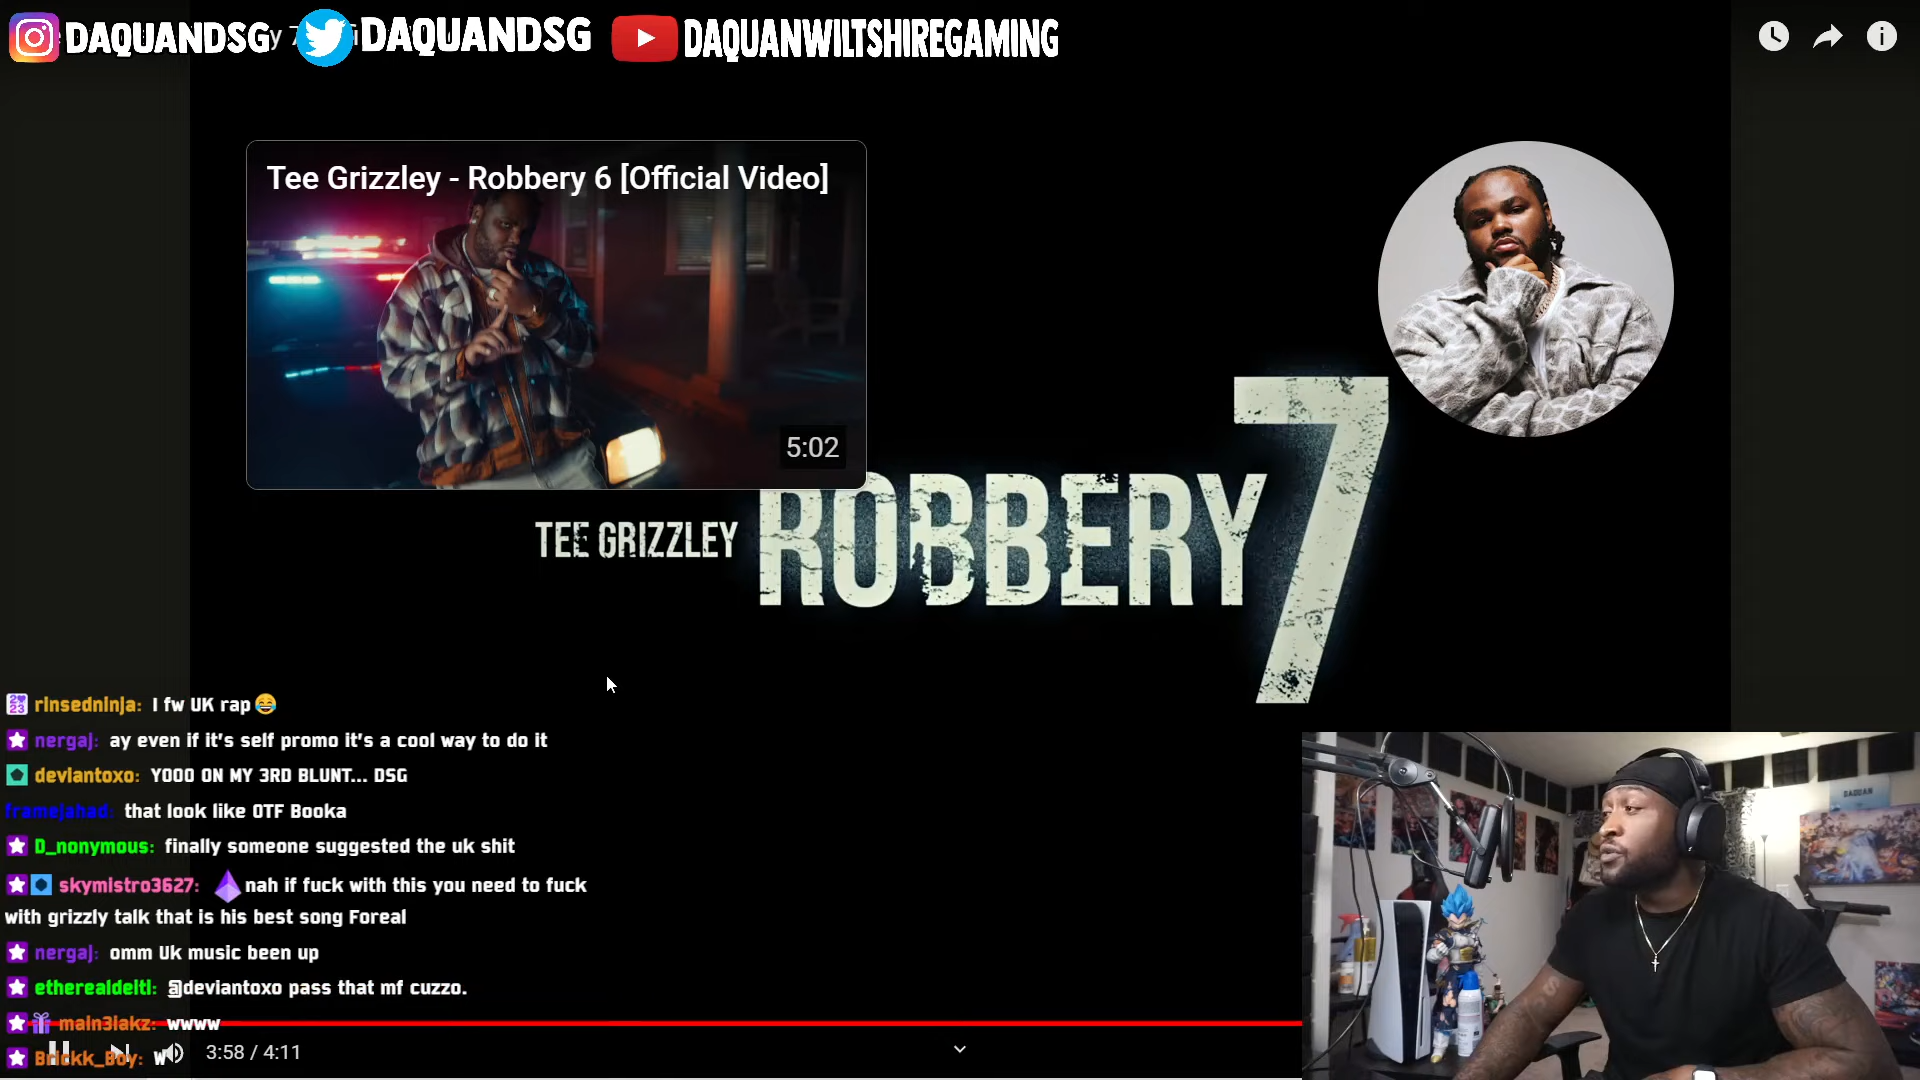 DAQUANDSG
DAQUANDSG
DAQUANWILTSHIREGAMING
Tee Grizzley - Robbery 6 [Official Video]
5:02
TEE GRIZZLEY
ROBBERY 7
rinsedninja: I fw UK rap😂
nergaj: ay even if it's self promo it's a cool way to do it
deviantoxo: YOOO ON MY 3RD BLUNT... DSG
framejahad: that look like OTF Booka
D_nonymous: finally someone suggested the uk shit
skymistro3627: nah if fuck with this you need to fuck
with grizzly talk that is his best song Foreal
nergaj: omm Uk music been up
etherealdeitI: @deviantoxo pass that mf cuzzo.
main3lakz: wwww
Brickk_Boy: W
3:58 / 4:11
DAQUAN